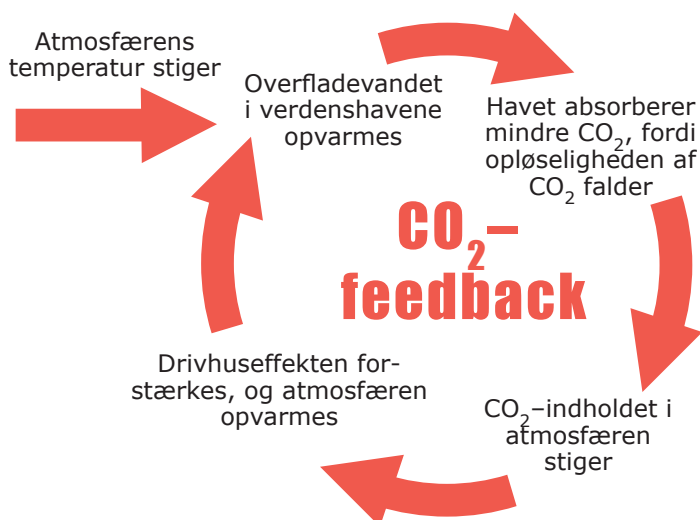 Atmosfærens
temperatur stiger
Overfladevandet
i verdenshavene
opvarmes
Havet absorberer
mindre CO₂, fordi
opløseligheden af
CO₂ falder
CO₂–
feedback
Drivhuseffekten for-
stærkes, og atmosfæren
opvarmes
CO₂–indholdet i
atmosfæren
stiger